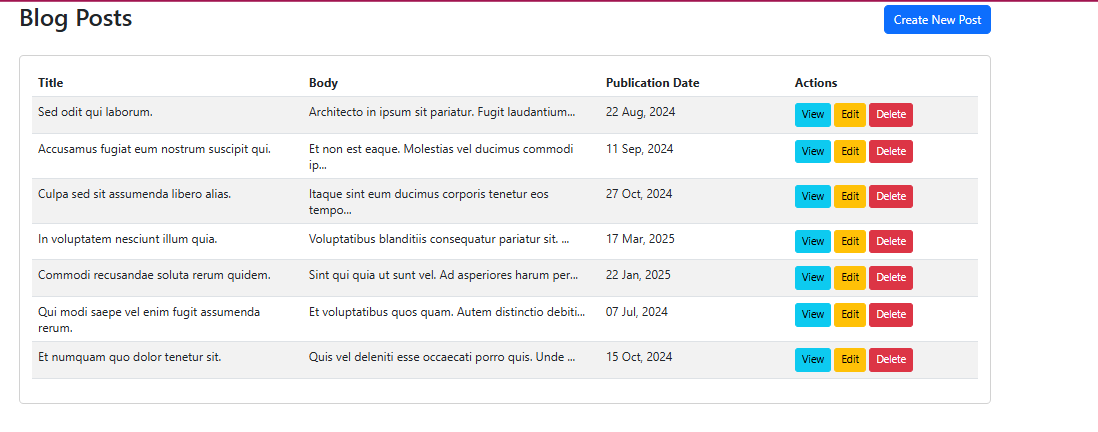 Blog Posts Create New Post
Title Body Publication Date Actions
Sed odit qui laborum. Architecto in ipsum sit pariatur. Fugit laudantium... 22 Aug, 2024 View Edit Delete
Accusamus fugiat eum nostrum suscipit qui. Et non est eaque. Molestias vel ducimus commodi 11 Sep, 2024 View Edit Delete
ip...
Culpa sed sit assumenda libero alias. Itaque sint eum ducimus corporis tenetur eos 27 Oct, 2024 View Edit Delete
tempo...
In voluptatem nesciunt illum quia. Voluptatibus blanditiis consequatur pariatur sit. ... 17 Mar, 2025 View Edit Delete
Commodi recusandae soluta rerum quidem. Sint qui quia ut sunt vel. Ad asperiores harum per... 22 Jan, 2025 View Edit Delete
Qui modi saepe vel enim fugit assumenda Et voluptatibus quos quam. Autem distinctio debiti... 07 Jul, 2024 View Edit Delete
rerum.
Et numquam quo dolor tenetur sit. Quis vel deleniti esse occaecati porro quis. Unde ... 15 Oct, 2024 View Edit Delete